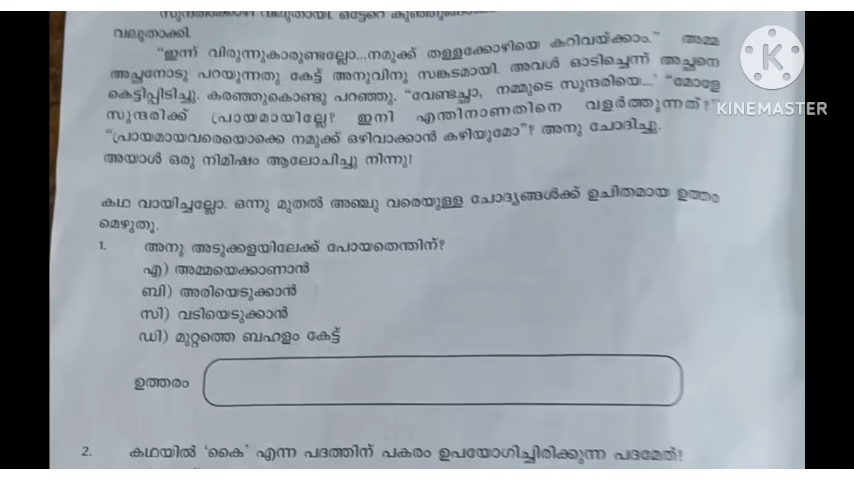 സുന്ദരിക്കോഴി വലുതായി. ഒട്ടേറെ
വലുതാക്കി.
“ഇന്ന് വിരുന്നുകാരുണ്ടല്ലോ...നമുക്ക് തള്ളക്കോഴിയെ കറിവയ്ക്കാം.” അമ്മ
അച്ഛനോടു പറയുന്നതു കേട്ട് അനുവിനു സങ്കടമായി. അവൾ ഓടിച്ചെന്ന് അച്ഛനെ
കെട്ടിപ്പിടിച്ചു. കരഞ്ഞുകൊണ്ടു പറഞ്ഞു. “വേണ്ടച്ഛാ, നമ്മുടെ സുന്ദരിയെ...’ “മോളേ
സുന്ദരിക്ക് പ്രായമായില്ലേ? ഇനി എന്തിനാണതിനെ വളർത്തുന്നത്?”
“പ്രായമായവരെയൊക്കെ നമുക്ക് ഒഴിവാക്കാൻ കഴിയുമോ”? അനു ചോദിച്ചു.
അയാൾ ഒരു നിമിഷം ആലോചിച്ചു നിന്നു!
കഥ വായിച്ചല്ലോ. ഒന്നു മുതൽ അഞ്ചു വരെയുള്ള ചോദ്യങ്ങൾക്ക് ഉചിതമായ ഉത്തര
മെഴുതൂ.
1. അനു അടുക്കളയിലേക്ക് പോയതെന്തിന്?
എ) അമ്മയെക്കാണാൻ
ബി) അരിയെടുക്കാൻ
സി) വടിയെടുക്കാൻ
ഡി) മുറ്റത്തെ ബഹളം കേട്ട്
ഉത്തരം
2. കഥയിൽ ‘കൈ’ എന്ന പദത്തിന് പകരം ഉപയോഗിച്ചിരിക്കുന്ന പദമേത്?
K
KINEMASTER